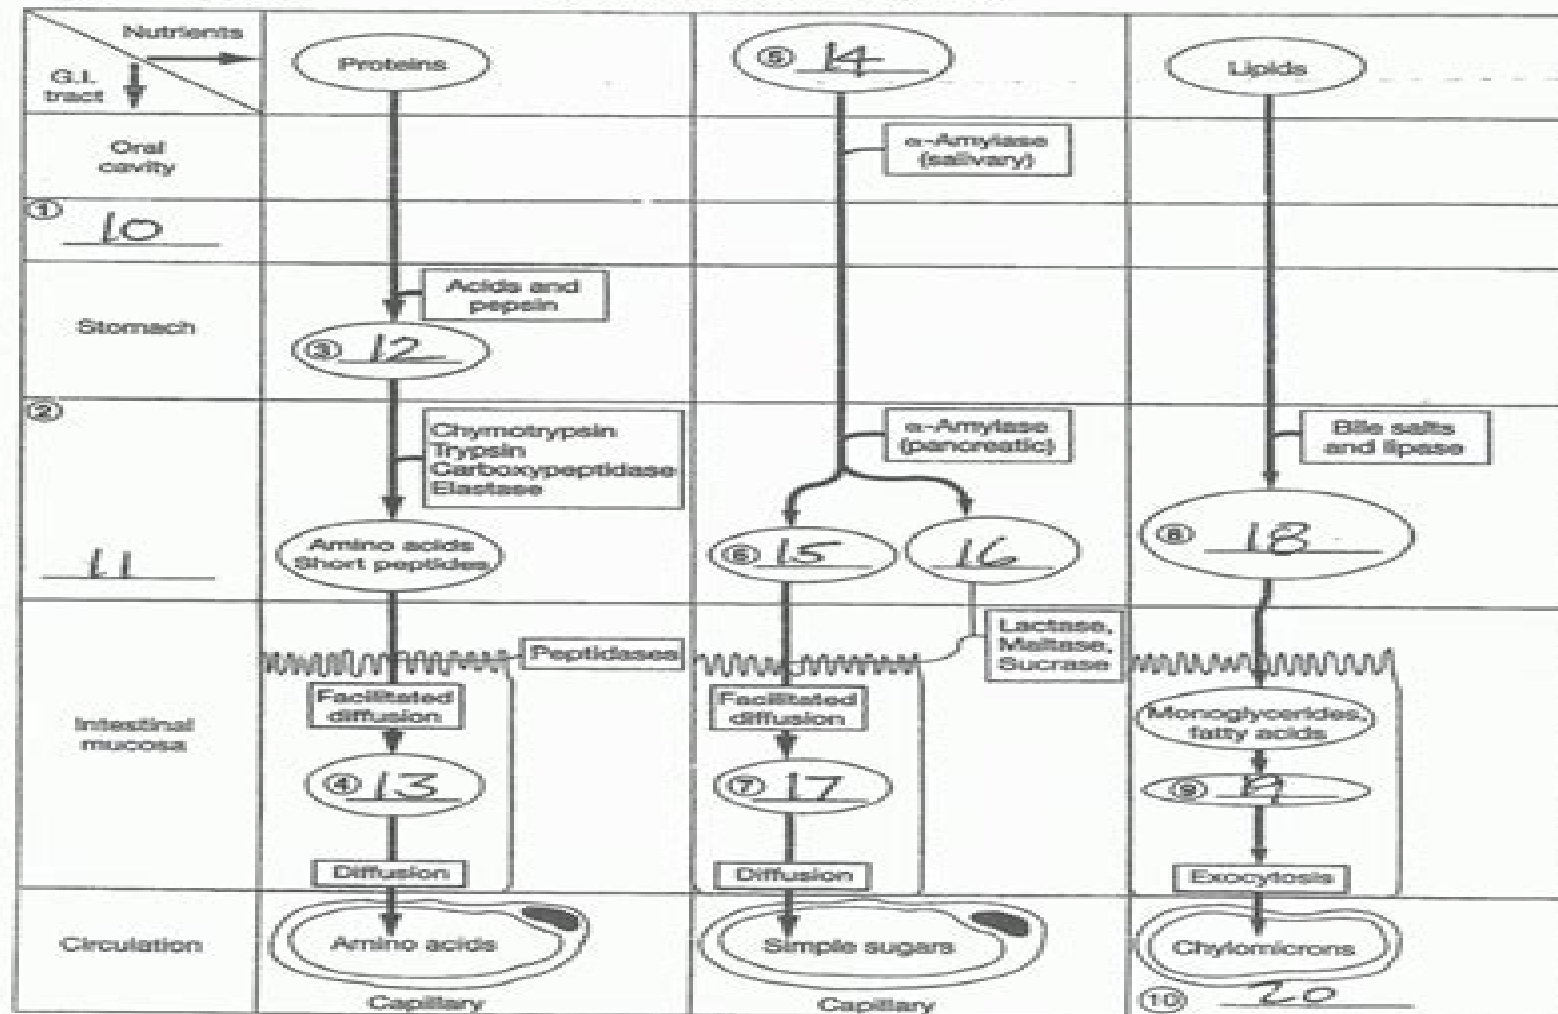 Nutrients
G.I.
tract
Proteins
⑤ 14
Lipids
Oral
cavity
α-Amylase
(salivary)
① 10
Stomach
Acids and
pepsin
③ 12
②
11
Chymotrypsin
Trypsin
Carboxypeptidase
Elastase
α-Amylase
(pancreatic)
Bile salts
and lipase
Amino acids
Short peptides
⑥ 15
16
⑧ 18
Intestinal
mucosa
Peptidases
Lactase,
Maltase,
Sucrase
Facilitated
diffusion
Facilitated
diffusion
Monoglycerides,
fatty acids
④ 13
⑦ 17
⑨ 19
Diffusion
Diffusion
Exocytosis
Circulation
Amino acids
Simple sugars
Chylomicrons
Capillary
Capillary
⑩ 20